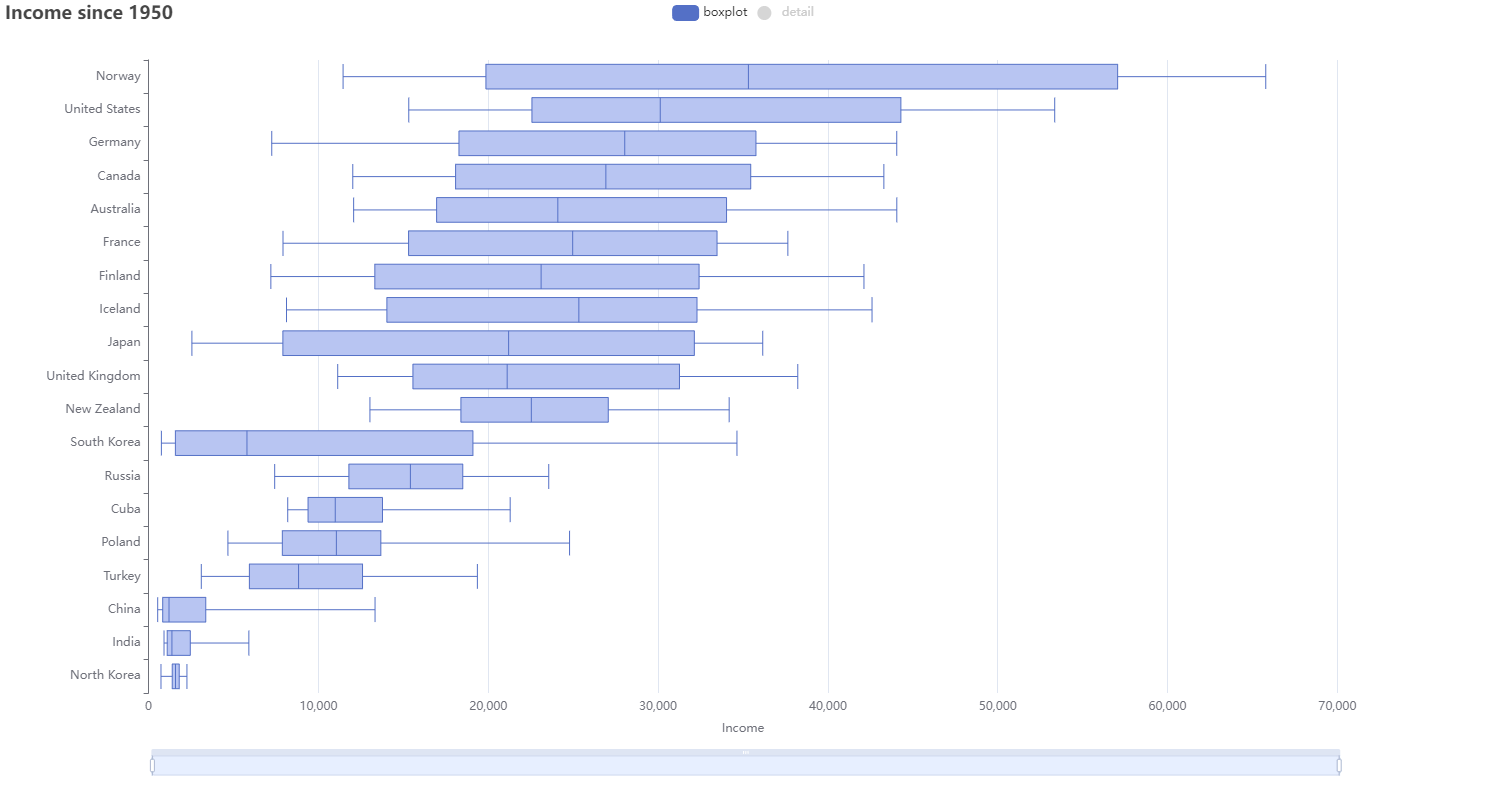 Income since 1950
boxplot detail
Norway
United States
Germany
Canada
Australia
France
Finland
Iceland
Japan
United Kingdom
New Zealand
South Korea
Russia
Cuba
Poland
Turkey
China
India
North Korea
0 10,000 20,000 30,000 40,000 50,000 60,000 70,000
Income